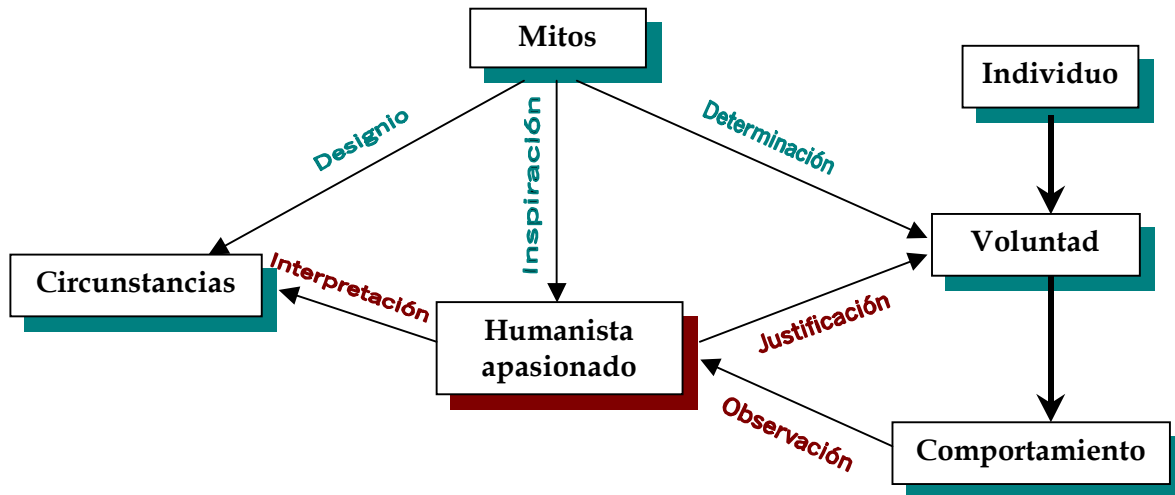 Mitos
Individuo
Designio
Inspiración
Determinación
Voluntad
Circunstancias
Interpretación
Humanista
apasionado
Justificación
Observación
Comportamiento